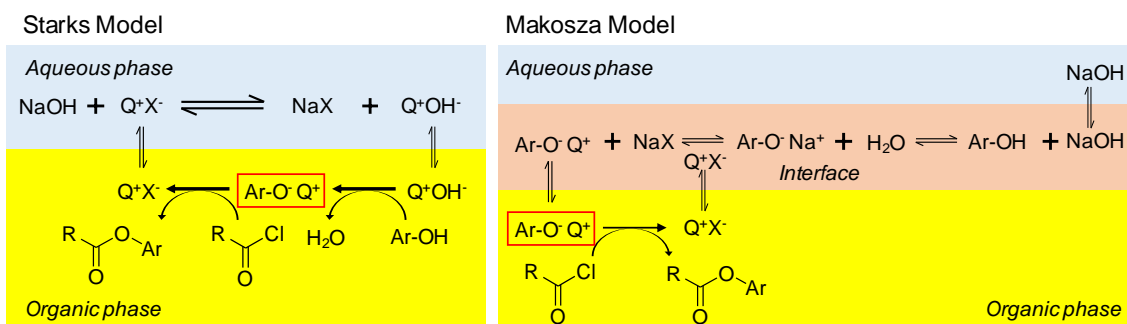 Starks Model
Aqueous phase
NaOH + Q⁺X⁻ NaX + Q⁺OH⁻
Q⁺X⁻ Ar-O⁻ Q⁺ Q⁺OH⁻
R O Ar O
R Cl O
H₂O Ar-OH
Organic phase
Makosza Model
Aqueous phase
NaOH
Ar-O⁻ Q⁺ + NaX Ar-O⁻ Na⁺ + H₂O Ar-OH + NaOH
Q⁺X⁻
Interface
Ar-O⁻ Q⁺ Q⁺X⁻
R Cl O
R O Ar O
Organic phase